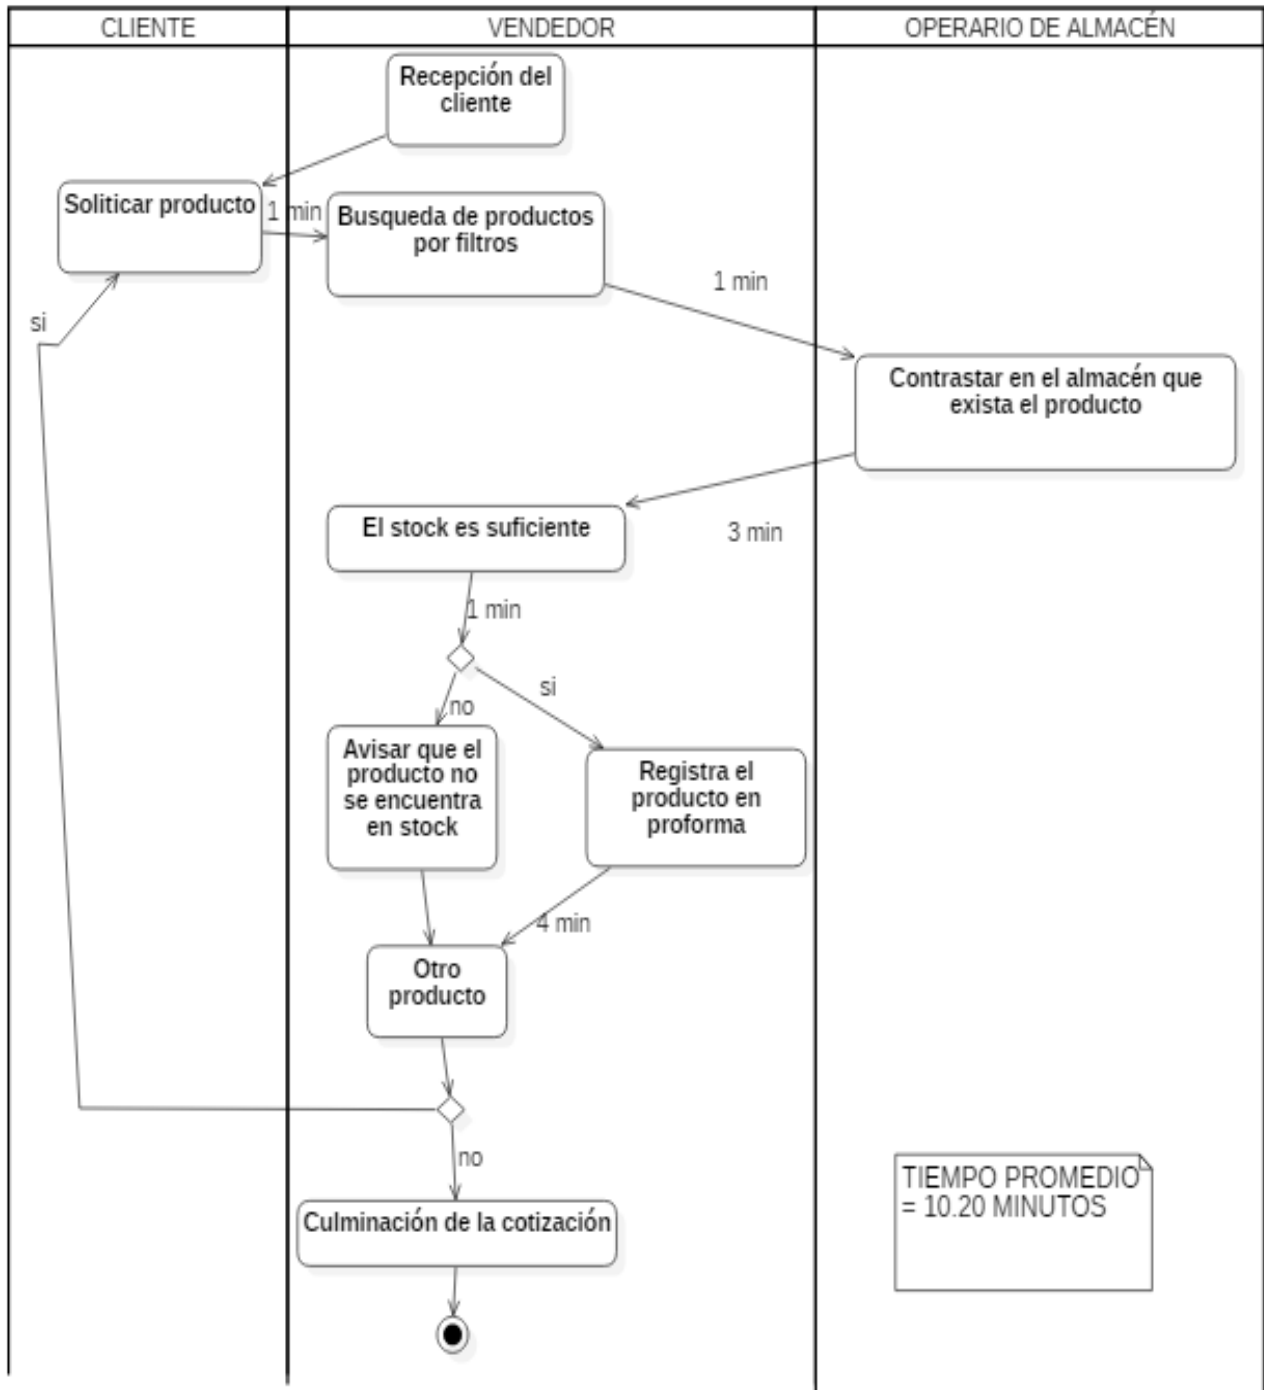 CLIENTE
VENDEDOR
OPERARIO DE ALMACÉN
Recepción del
cliente
Soliticar producto
1 min
Busqueda de productos
por filtros
1 min
Contrastar en el almacén que
exista el producto
si
3 min
El stock es suficiente
1 min
si
no
Avisar que el
producto no
se encuentra
en stock
Registra el
producto en
proforma
4 min
Otro
producto
no
Culminación de la cotización
TIEMPO PROMEDIO
= 10.20 MINUTOS